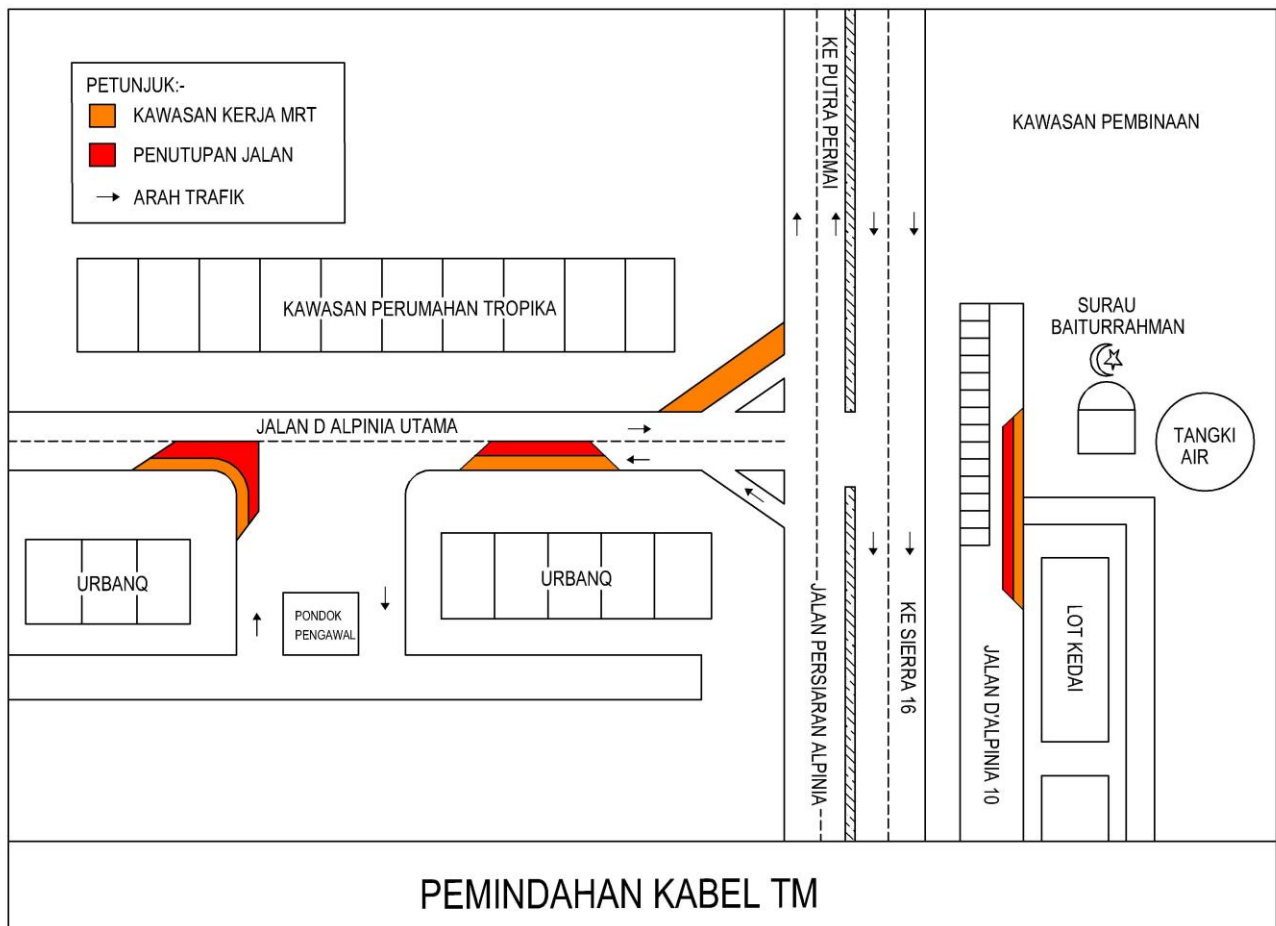 PETUNJUK:-
KAWASAN KERJA MRT
PENUTUPAN JALAN
ARAH TRAFIK
KE PUTRA PERMAI
KAWASAN PEMBINAAN
KAWASAN PERUMAHAN TROPIKA
SURAU
BAITURRAHMAN
JALAN D ALPINIA UTAMA
TANGKI
AIR
URBANQ
URBANQ
PONDOK
PENGAWAL
JALAN PERSIARAN ALPINIA
KE SIERRA 16
JALAN D'ALPINIA 10
LOT KEDAI
PEMINDAHAN KABEL TM